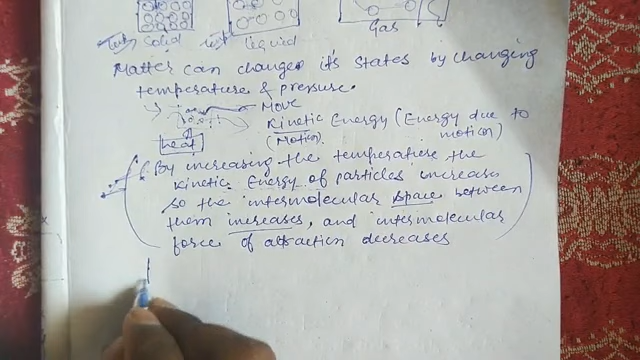 Solid
Liquid
Gas
Matter can change it's states by changing
temperature & pressure.
Move
Kinetic Energy (Energy due to
(Motion) motion)
heat
By increasing the temperature the
kinetic Energy of particles increases
so the intermolecular space between
them increases, and intermolecular
force of attraction decreases